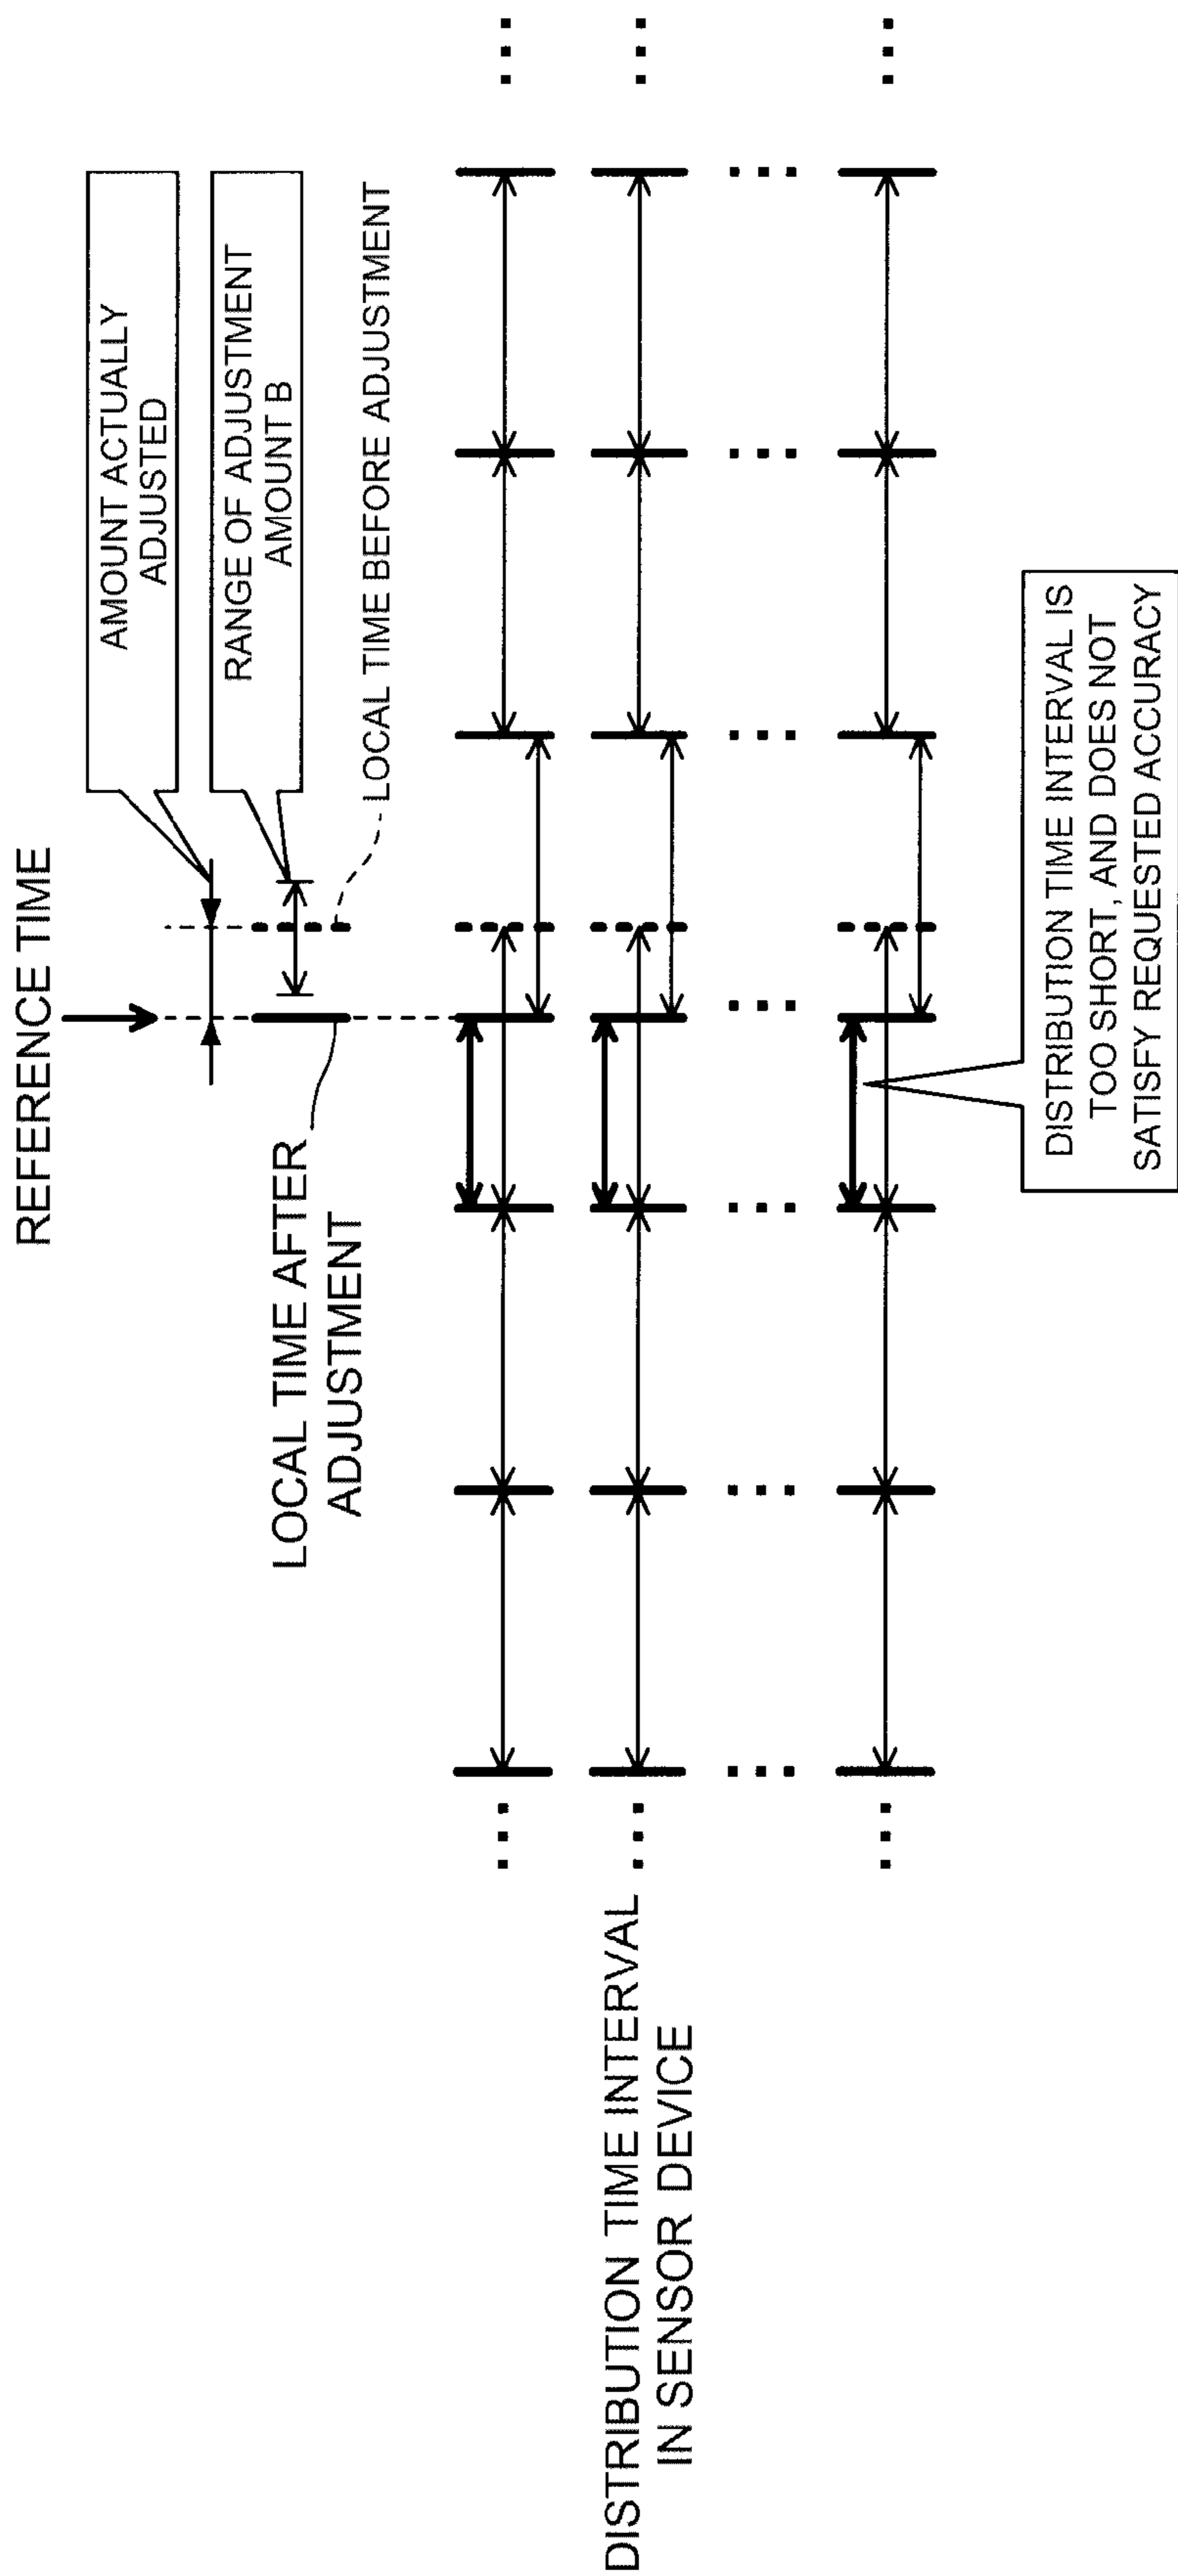 REFERENCE TIME
AMOUNT ACTUALLY
ADJUSTED
RANGE OF ADJUSTMENT
AMOUNT B
LOCAL TIME BEFORE ADJUSTMENT
LOCAL TIME AFTER
ADJUSTMENT
DISTRIBUTION TIME INTERVAL
IN SENSOR DEVICE
DISTRIBUTION TIME INTERVAL IS
TOO SHORT, AND DOES NOT
SATISFY REQUESTED ACCURACY